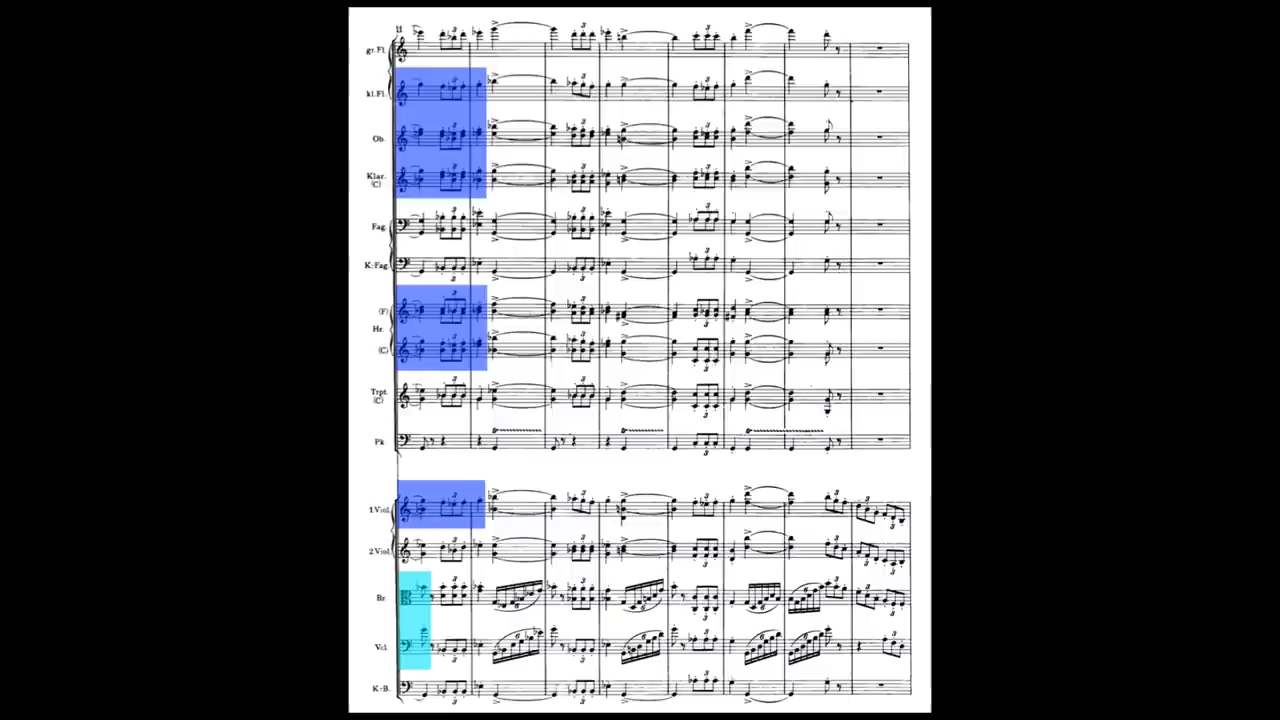 11
gr. Fl.
kl. Fl.
Ob.
Klar.
(C)
Fag.
K-Fag.
(F)
Hr.
(C)
Trpt.
(C)
Pk
1.Viol.
2.Viol.
Br.
Vcl.
K-B.